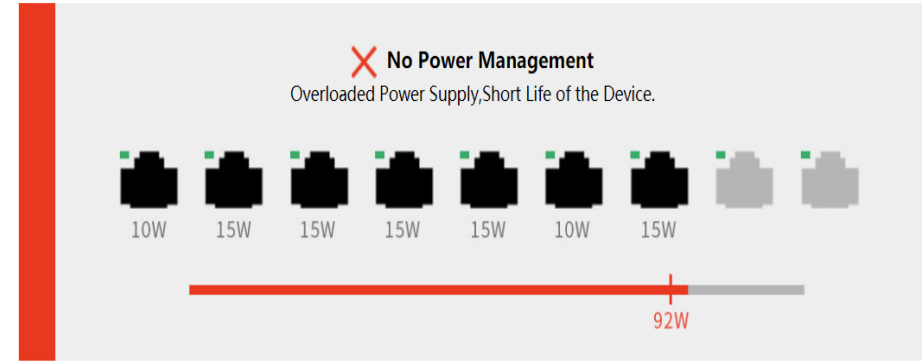 No Power Management
Overloaded Power Supply,Short Life of the Device.
10W 15W 15W 15W 15W 10W 15W
92W